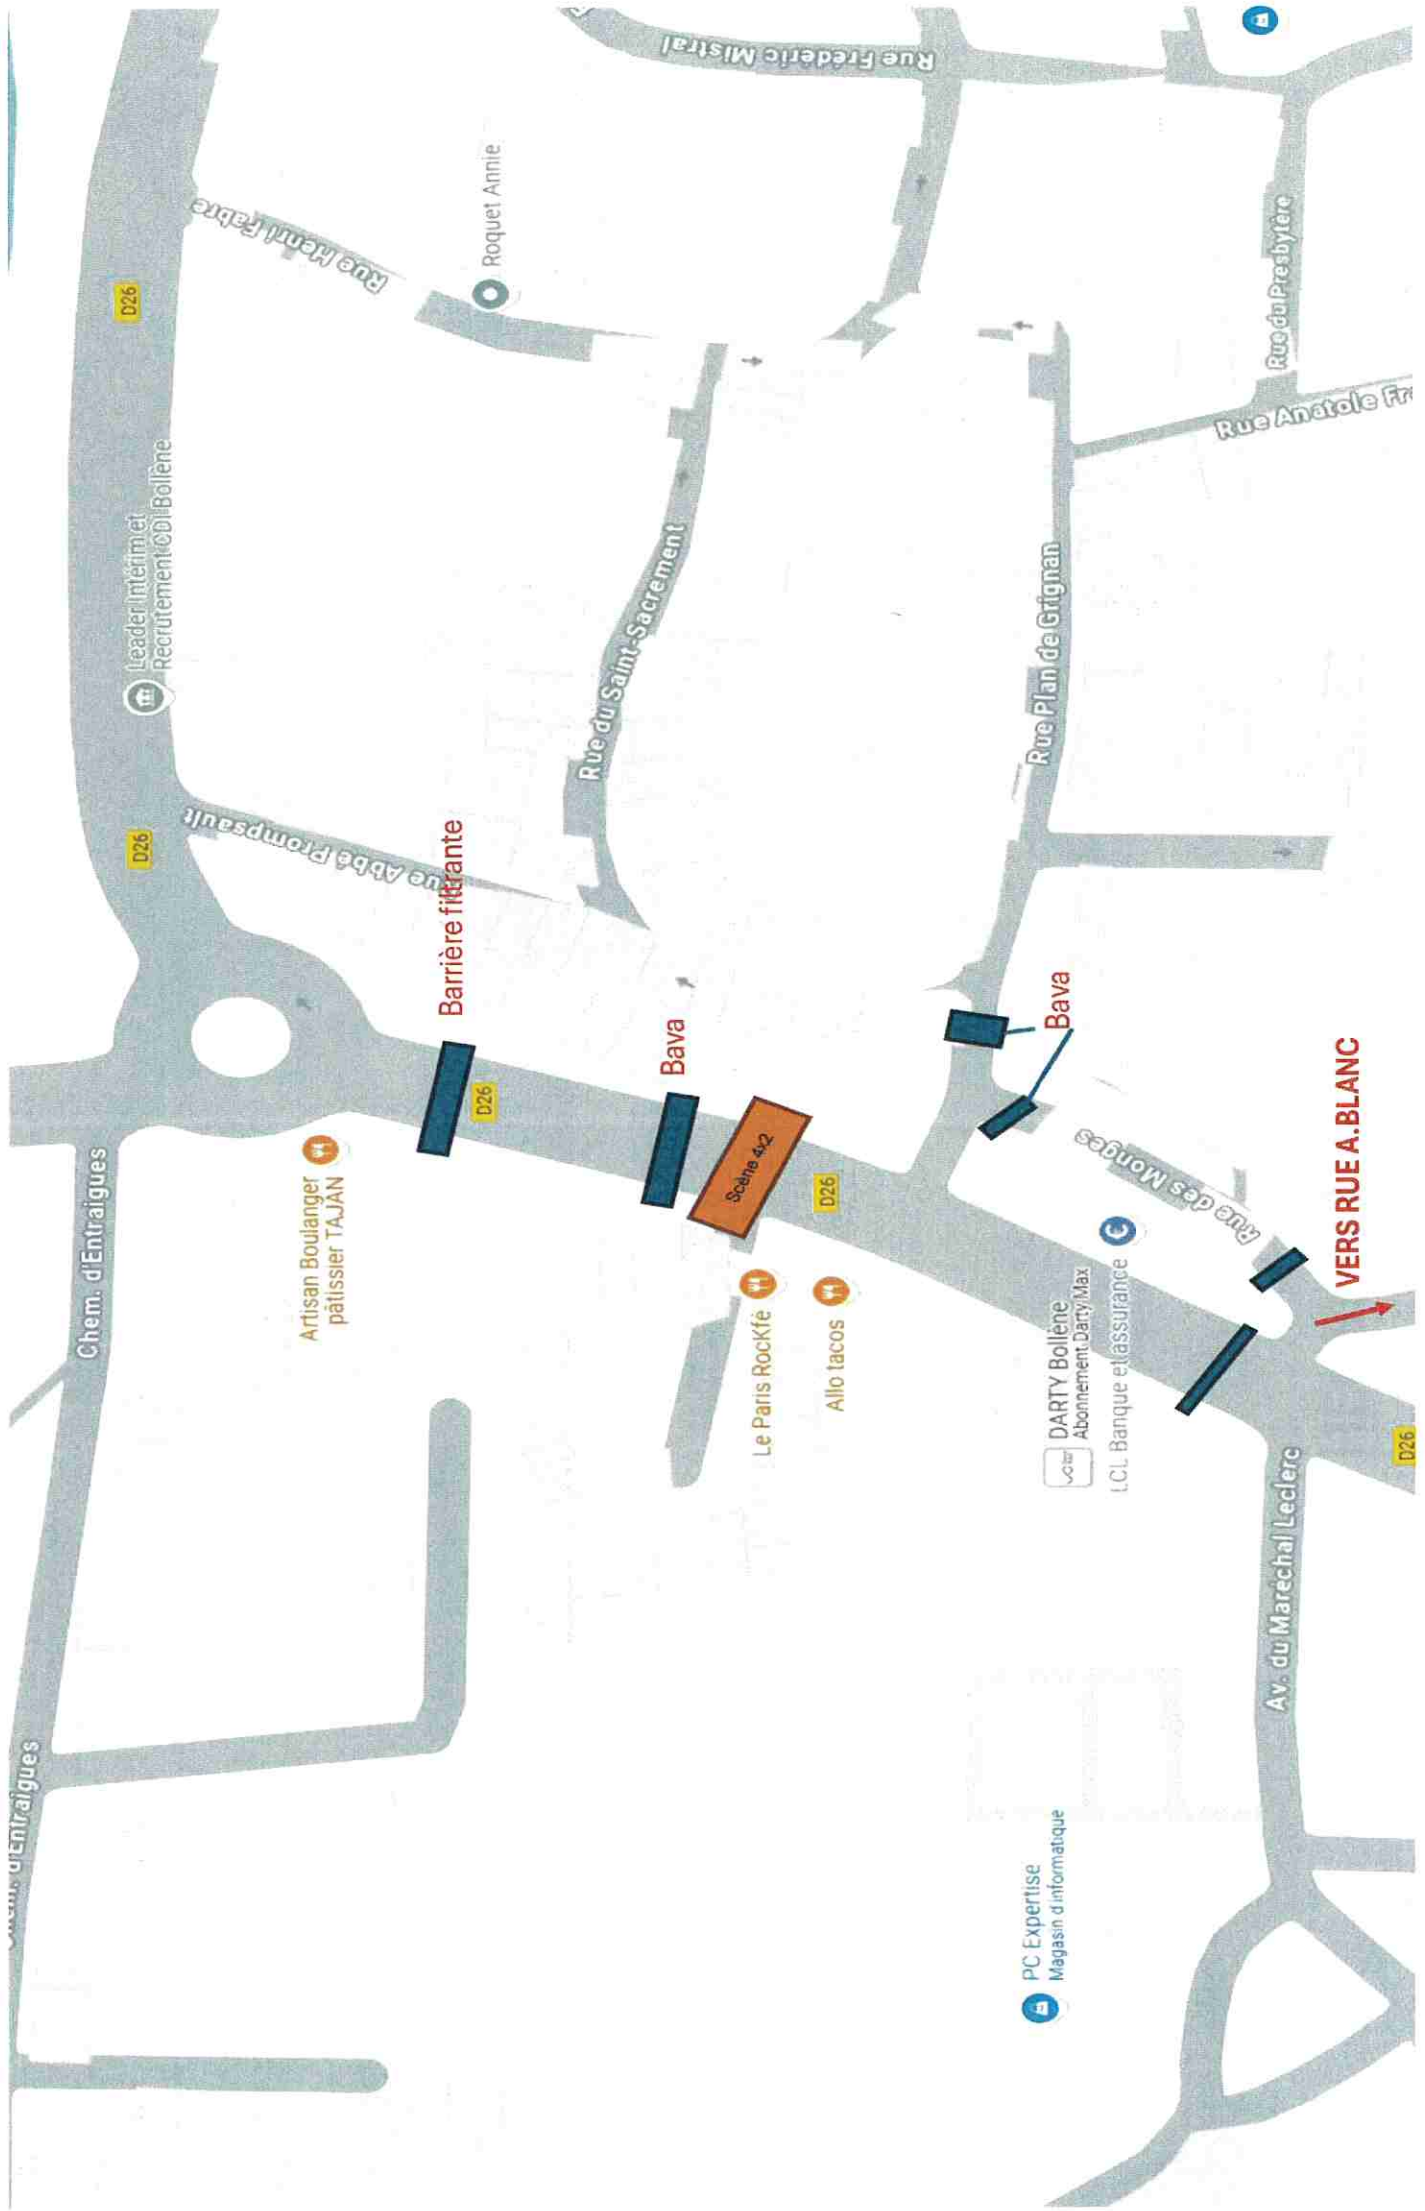 Chem. d'Entraigues
d'Entraigues
D26
D26
Leader Intérim et
Recrutement CDI Bollène
Rue Henri Fabre
Roquet Annie
Rue Frédéric Mistral
Artisan Boulanger
pâtissier TAJAN
Barrière filtrante
Rue Abbé Prompsault
D26
Bava
Rue du Saint-Sacrement
Scène 4x2
D26
Le Paris RocKfé
Allo tacos
Rue Plan de Grignan
Bava
Rue des Monges
DARTY Bollène
Abonnement Darty Max
LCL Banque et assurance
Rue du Presbytère
Rue Anatole Fr
PC Expertise
Magasin d'informatique
Av. du Maréchal Leclerc
VERS RUE A.BLANC
D26